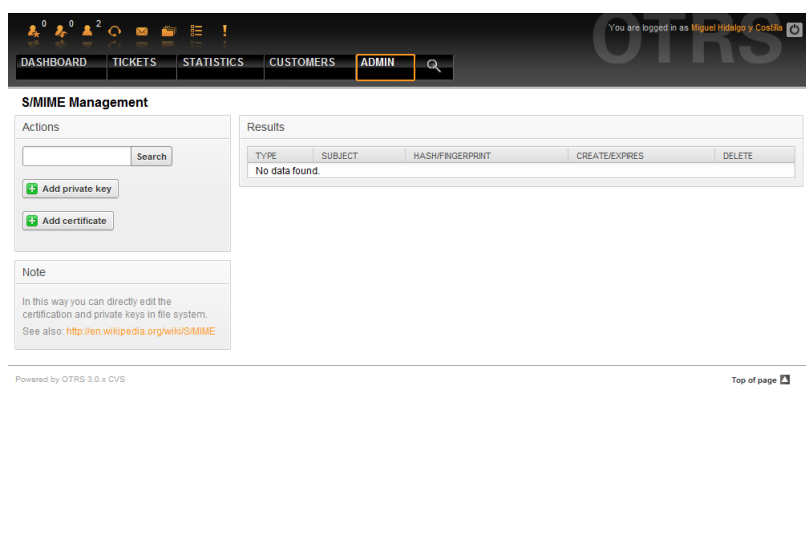 0 0 2
You are logged in as Miguel Hidalgo y Costilla
OTRS
DASHBOARD TICKETS STATISTICS CUSTOMERS ADMIN
S/MIME Management
Actions
Search
Add private key
Add certificate
Note
In this way you can directly edit the
certification and private keys in file system.
See also: http://en.wikipedia.org/wiki/S/MIME
Results
TYPE SUBJECT HASH/FINGERPRINT CREATE/EXPIRES DELETE
No data found.
Powered by OTRS 3.0.x CVS
Top of page